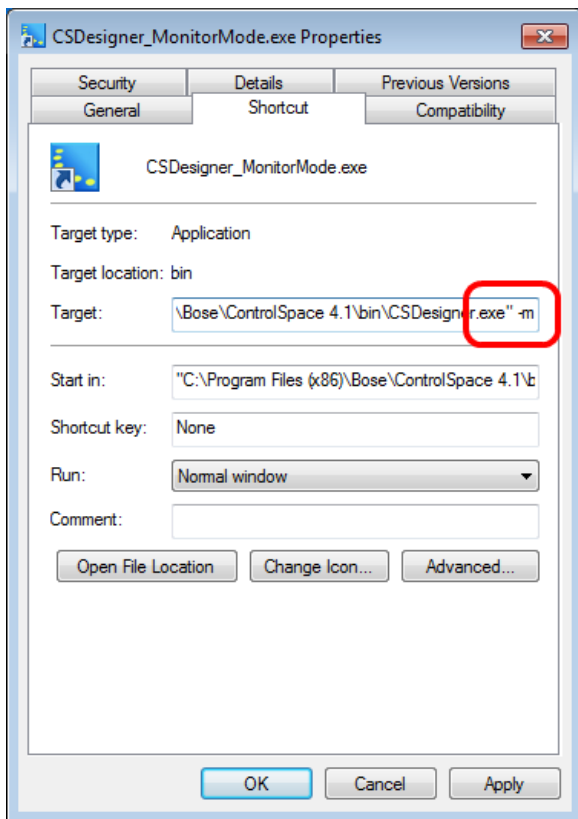 CSDesigner_MonitorMode.exe Properties
Security Details Previous Versions
General Shortcut Compatibility
CSDesigner_MonitorMode.exe
Target type: Application
Target location: bin
Target: \Bose\ControlSpace 4.1\bin\CSDesigner.exe" -m
Start in: "C:\Program Files (x86)\Bose\ControlSpace 4.1\b
Shortcut key: None
Run: Normal window
Comment:
Open File Location Change Icon... Advanced...
OK Cancel Apply